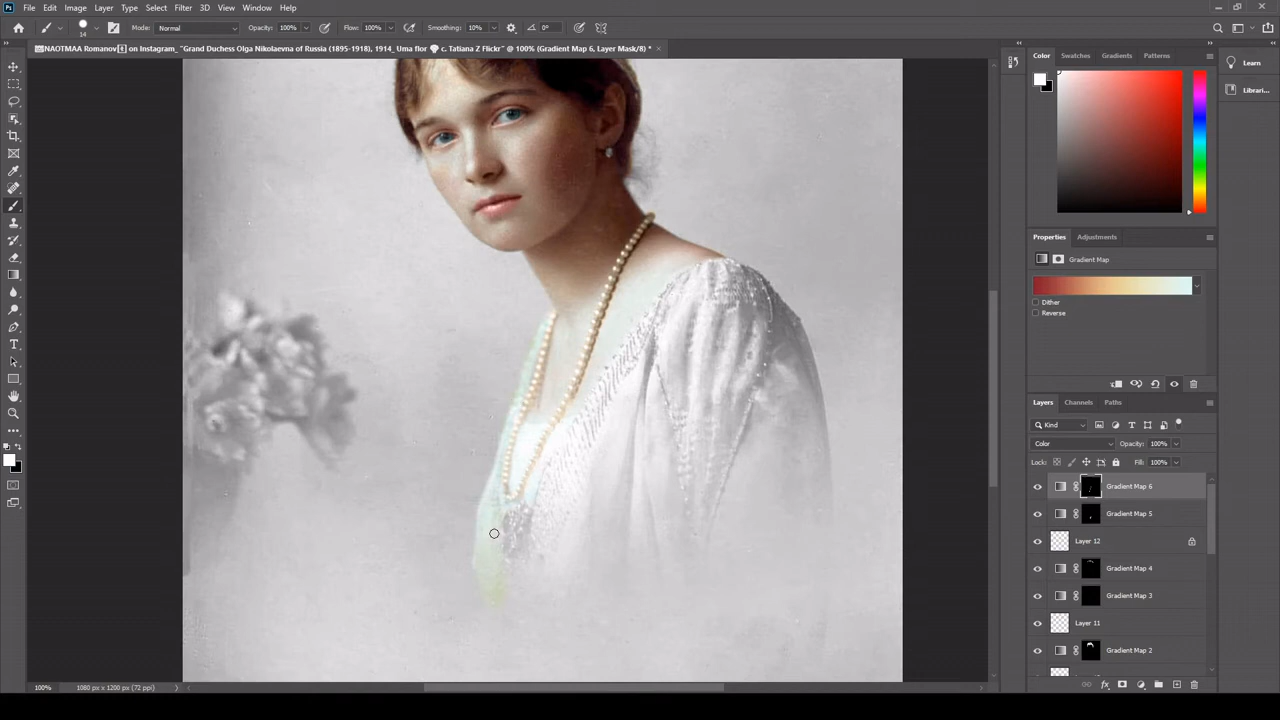 File Edit Image Layer Type Select Filter 3D View Window Help
14 Mode: Normal Opacity: 100% Flow: 100% Smoothing: 10% 0°
NAOTMAA Romanov on Instagram_ "Grand Duchess Olga Nikolaevna of Russia (1895-1918), 1914_ Uma flor c. Tatiana Z Flickr" @ 100% (Gradient Map 6, Layer Mask/8) *
Color Swatches Gradients Patterns
Learn
Librari...
Properties Adjustments
Gradient Map
Dither
Reverse
Layers Channels Paths
Kind
Color Opacity: 100%
Lock: Fill: 100%
Gradient Map 6
Gradient Map 5
Layer 12
Gradient Map 4
Gradient Map 3
Layer 11
Gradient Map 2
100% 1080 px x 1200 px (72 ppi)